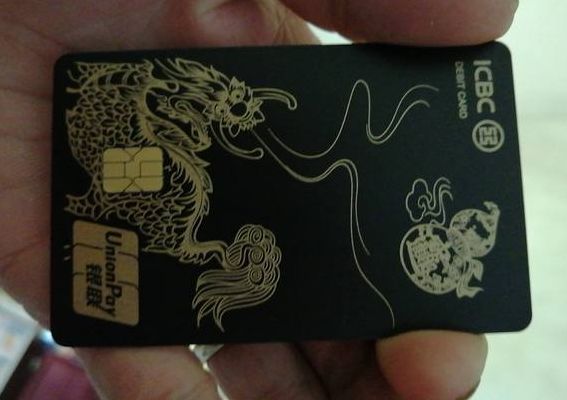 ICBC
DEBIT CARD
UnionPay
银联